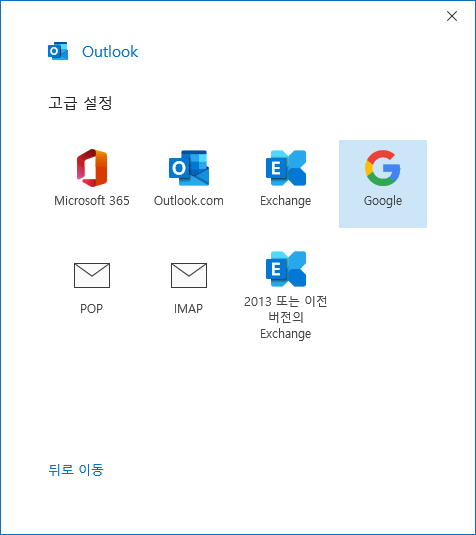 Outlook
고급 설정
Microsoft 365
Outlook.com
Exchange
Google
POP
IMAP
2013 또는 이전
버전의
Exchange
뒤로 이동